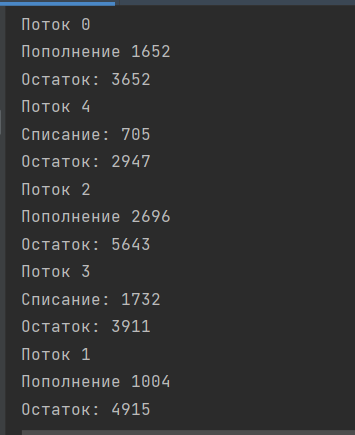 Поток 0
Пополнение 1652
Остаток: 3652
Поток 4
Списание: 705
Остаток: 2947
Поток 2
Пополнение 2696
Остаток: 5643
Поток 3
Списание: 1732
Остаток: 3911
Поток 1
Пополнение 1004
Остаток: 4915